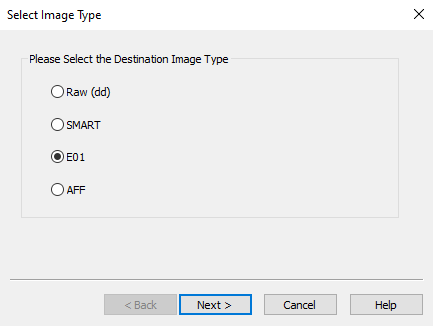 Select Image Type
Please Select the Destination Image Type
Raw (dd)
SMART
E01
AFF
< Back Next > Cancel Help